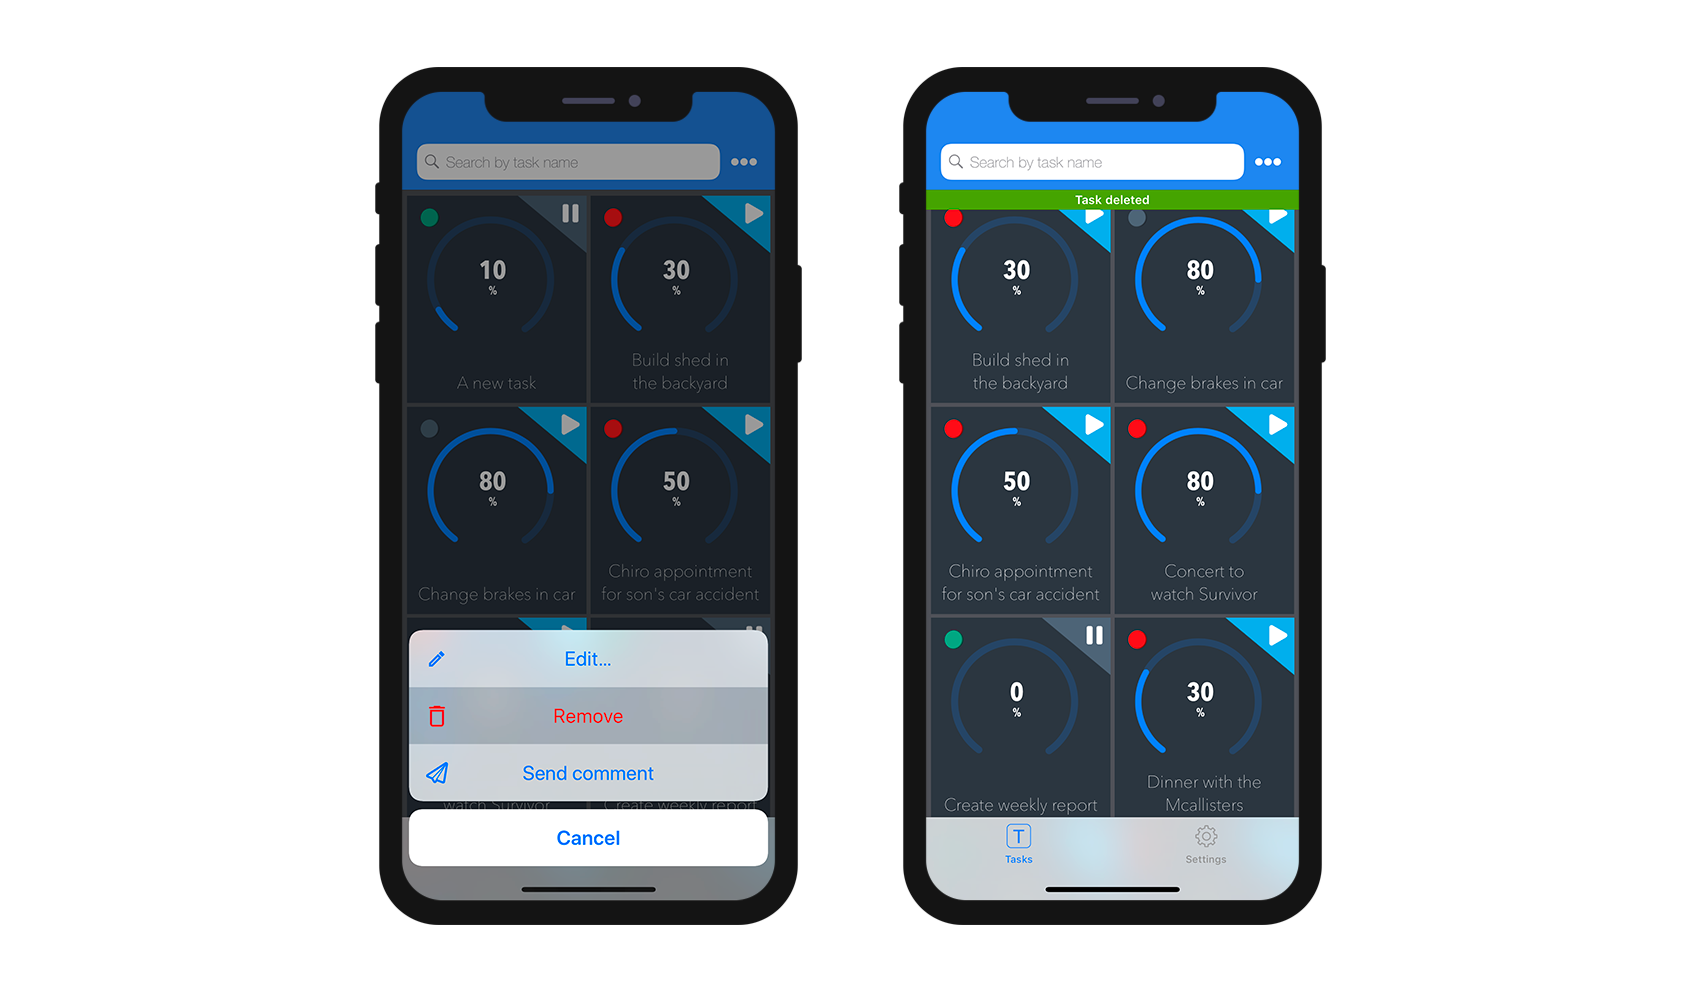 Search by task name
10
%
A new task
30
%
Build shed in
the backyard
80
%
Change brakes in car
50
%
Chiro appointment
for son's car accident
Edit...
Remove
Send comment
watch Survivor
Create weekly report
Cancel
Search by task name
Task deleted
30
%
Build shed in
the backyard
80
%
Change brakes in car
50
%
Chiro appointment
for son's car accident
80
%
Concert to
watch Survivor
0
%
Create weekly report
30
%
Dinner with the
Mcallisters
T
Tasks
Settings